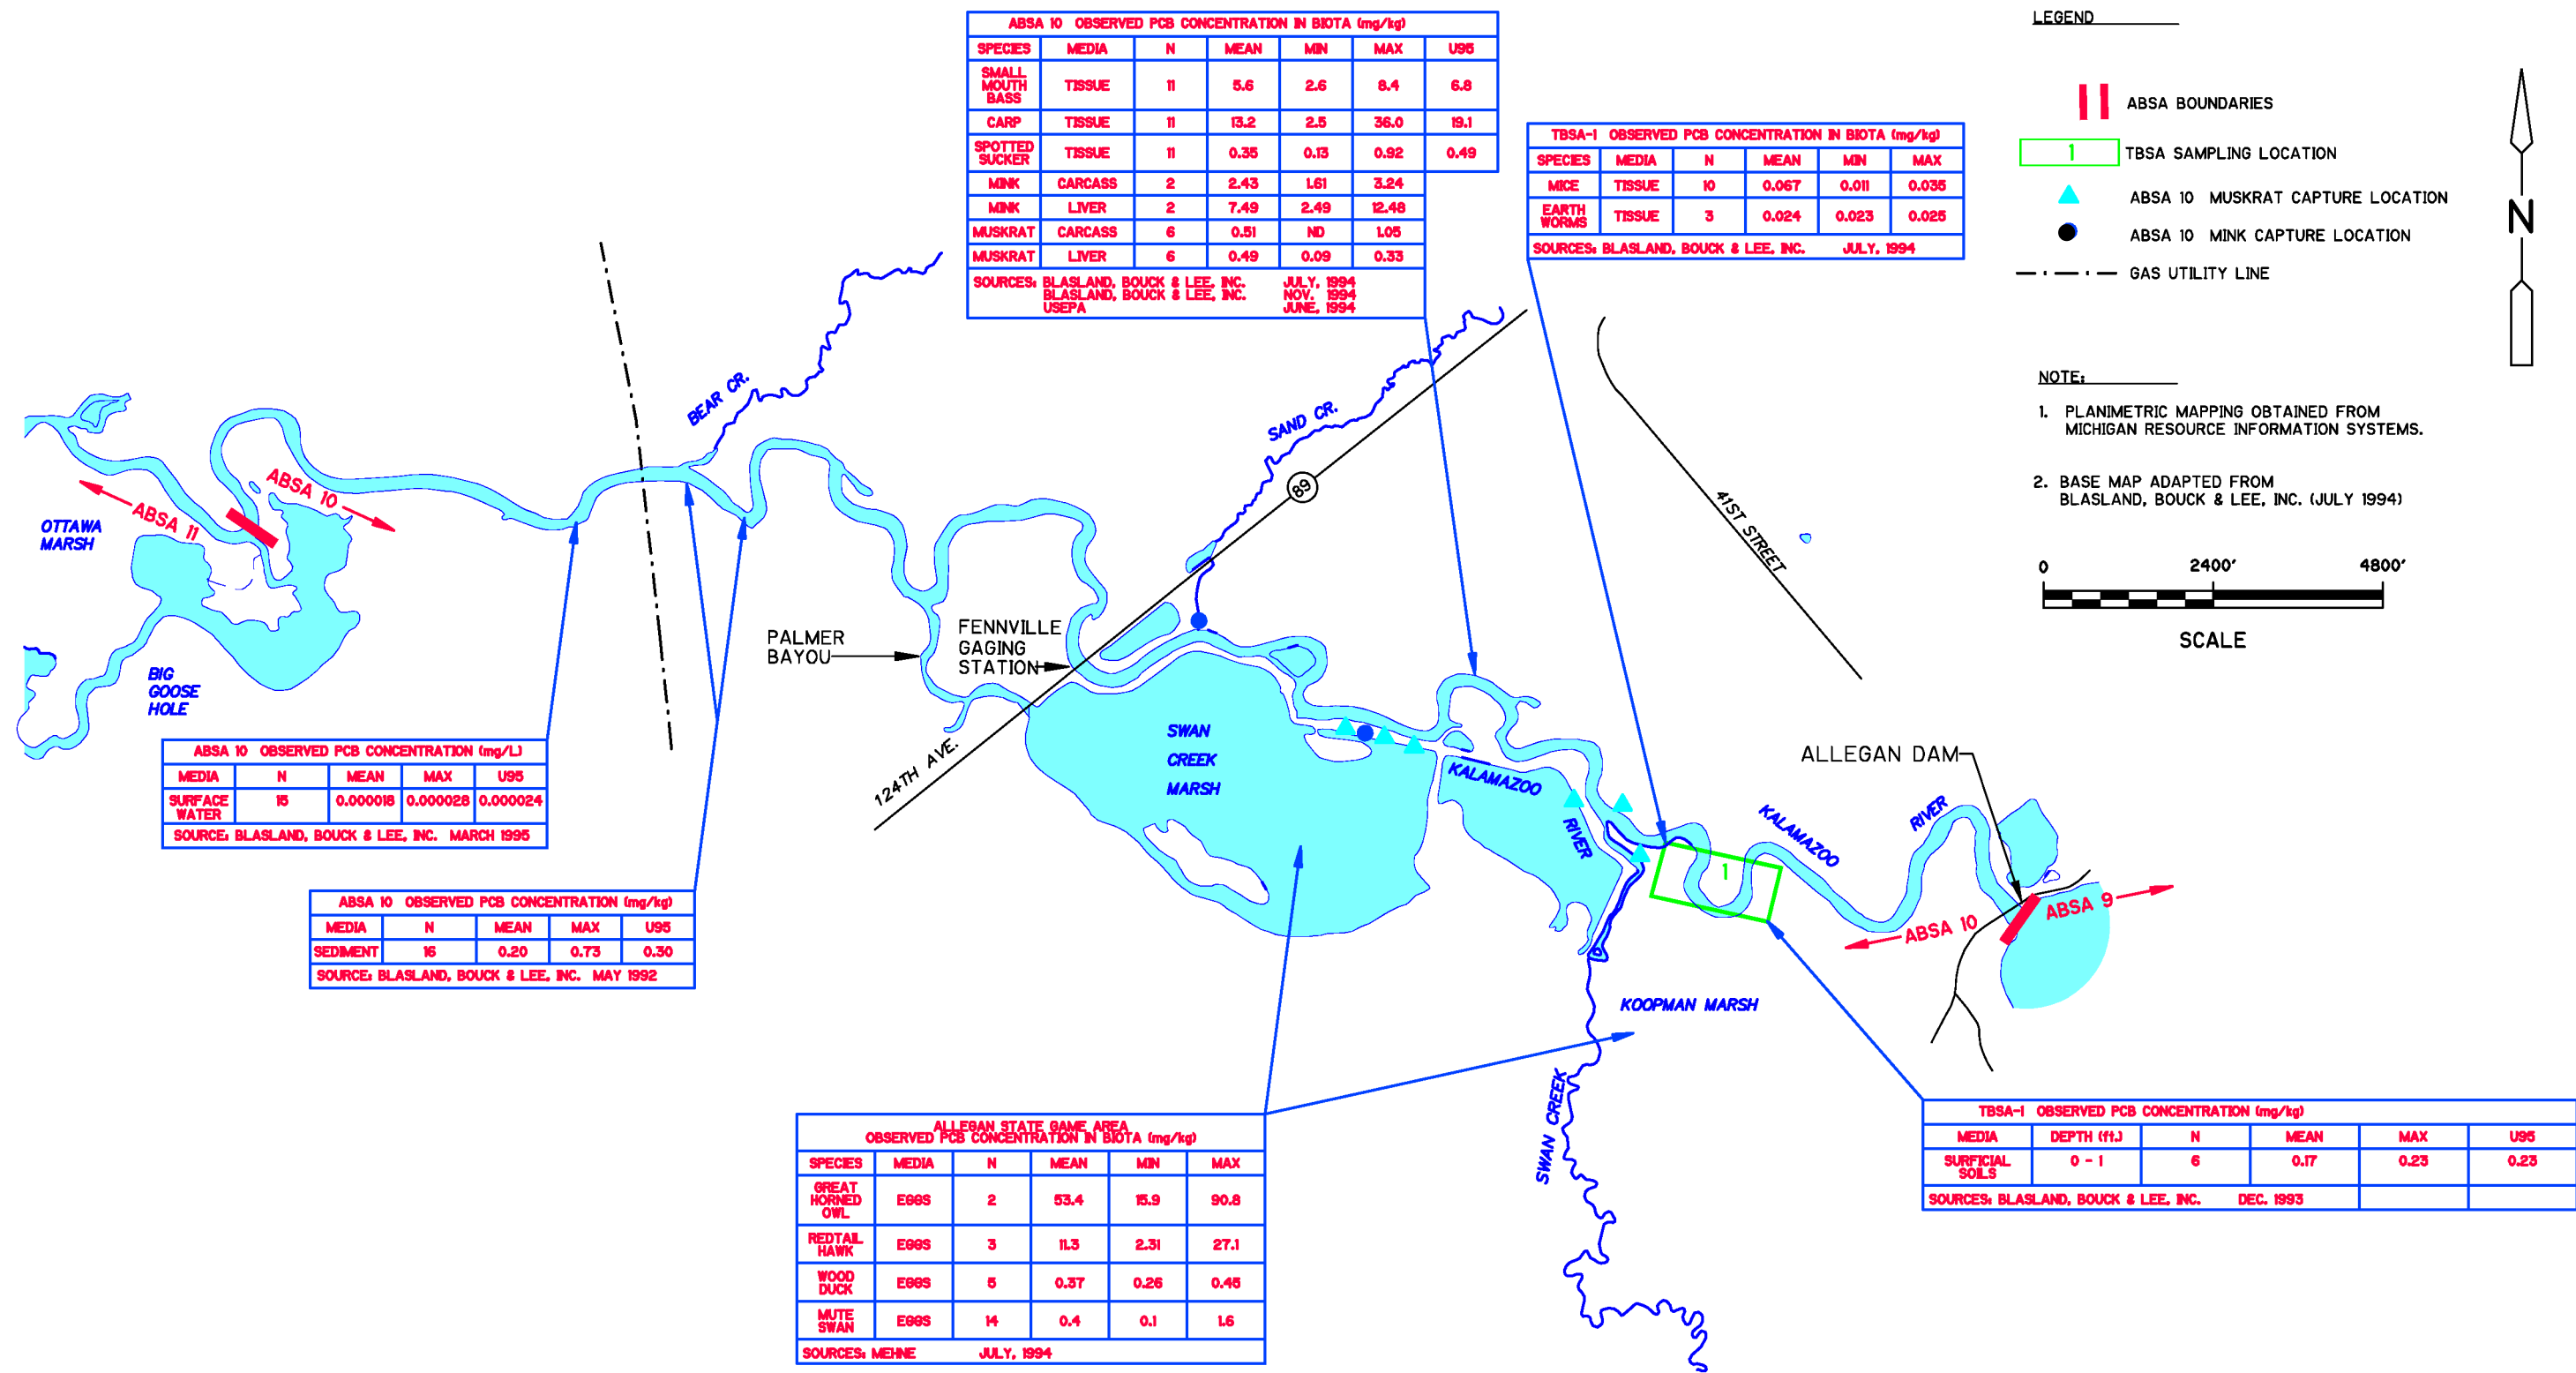 ABSA 10 OBSERVED PCB CONCENTRATION IN BIOTA (mg/kg)
SPECIES MEDIA N MEAN MIN MAX U95
SMALL MOUTH BASS TISSUE 11 5.6 2.6 8.4 6.8
CARP TISSUE 11 13.2 2.5 36.0 19.1
SPOTTED SUCKER TISSUE 11 0.35 0.13 0.92 0.49
MINK CARCASS 2 2.43 1.61 3.24
MINK LIVER 2 7.49 2.49 12.48
MUSKRAT CARCASS 6 0.51 ND 1.05
MUSKRAT LIVER 6 0.49 0.09 0.33
SOURCES: BLASLAND, BOUCK & LEE, INC. JULY, 1994
BLASLAND, BOUCK & LEE, INC. NOV. 1994
USEPA JUNE, 1994
TBSA-1 OBSERVED PCB CONCENTRATION IN BIOTA (mg/kg)
SPECIES MEDIA N MEAN MIN MAX
MICE TISSUE 10 0.067 0.011 0.035
EARTH WORMS TISSUE 3 0.024 0.023 0.025
SOURCES: BLASLAND, BOUCK & LEE, INC. JULY, 1994
LEGEND
ABSA BOUNDARIES
1 TBSA SAMPLING LOCATION
ABSA 10 MUSKRAT CAPTURE LOCATION
ABSA 10 MINK CAPTURE LOCATION
GAS UTILITY LINE
N
NOTE:
1. PLANIMETRIC MAPPING OBTAINED FROM
MICHIGAN RESOURCE INFORMATION SYSTEMS.
2. BASE MAP ADAPTED FROM
BLASLAND, BOUCK & LEE, INC. (JULY 1994)
0 2400' 4800'
SCALE
BEAR CR.
SAND CR.
89
41ST STREET
ABSA 10
ABSA 11
OTTAWA
MARSH
BIG
GOOSE
HOLE
PALMER
BAYOU
FENNVILLE
GAGING
STATION
124TH AVE.
SWAN
CREEK
MARSH
KALAMAZOO
RIVER
1
KALAMAZOO
RIVER
ALLEGAN DAM
ABSA 10
ABSA 9
KOOPMAN MARSH
SWAN CREEK
ABSA 10 OBSERVED PCB CONCENTRATION (mg/L)
MEDIA N MEAN MAX U95
SURFACE WATER 15 0.000018 0.000028 0.000024
SOURCE: BLASLAND, BOUCK & LEE, INC. MARCH 1995
ABSA 10 OBSERVED PCB CONCENTRATION (mg/kg)
MEDIA N MEAN MAX U95
SEDIMENT 16 0.20 0.73 0.30
SOURCE: BLASLAND, BOUCK & LEE, INC. MAY 1992
ALLEGAN STATE GAME AREA
OBSERVED PCB CONCENTRATION IN BIOTA (mg/kg)
SPECIES MEDIA N MEAN MIN MAX
GREAT HORNED OWL EGGS 2 53.4 15.9 90.8
REDTAIL HAWK EGGS 3 11.3 2.31 27.1
WOOD DUCK EGGS 5 0.37 0.26 0.45
MUTE SWAN EGGS 14 0.4 0.1 1.6
SOURCES: MEHNE JULY, 1994
TBSA-1 OBSERVED PCB CONCENTRATION (mg/kg)
MEDIA DEPTH (ft.) N MEAN MAX U95
SURFICIAL SOILS 0 - 1 6 0.17 0.23 0.23
SOURCES: BLASLAND, BOUCK & LEE, INC. DEC. 1993